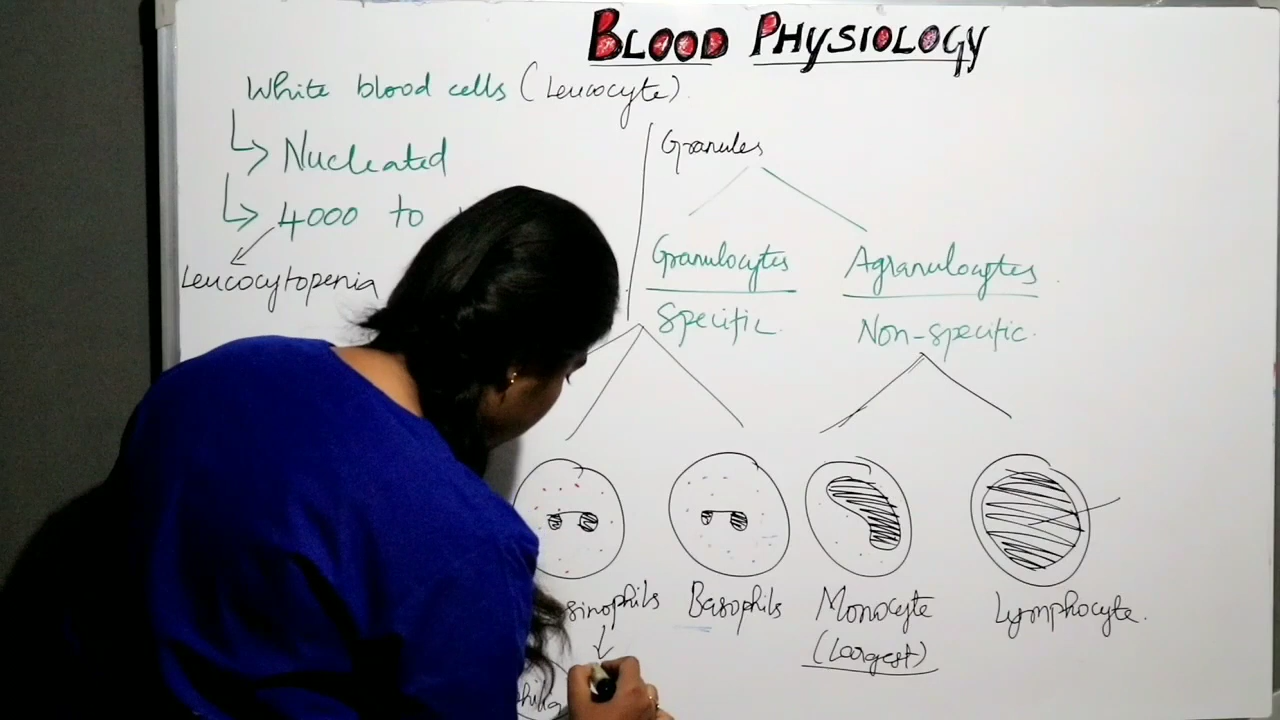 BLOOD PHYSIOLOGY
White blood cells (Leucocyte).
Nucleated
4000 to
Leucocytopenia
Granules
Granulocytes
Specific.
Agranulocytes
Non-specific.
Basophils
Monocyte
(Largest)
Lymphocyte.